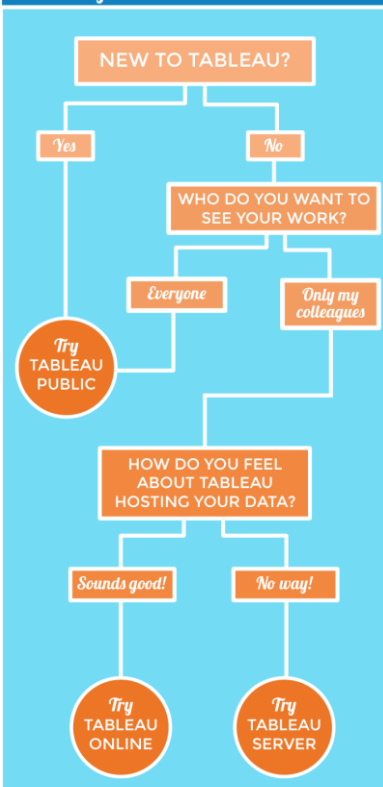 NEW TO TABLEAU?
Yes
No
WHO DO YOU WANT TO
SEE YOUR WORK?
Everyone
Only my
colleagues
Try
TABLEAU
PUBLIC
HOW DO YOU FEEL
ABOUT TABLEAU
HOSTING YOUR DATA?
Sounds good!
No way!
Try
TABLEAU
ONLINE
Try
TABLEAU
SERVER